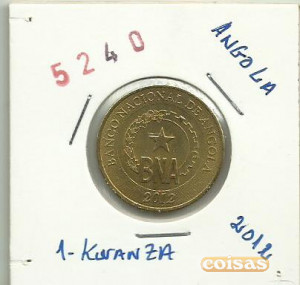 5240
ANGOLA
BANCO NACIONAL DE ANGOLA
BNA
2012
1-KWANZA
2012
coisas